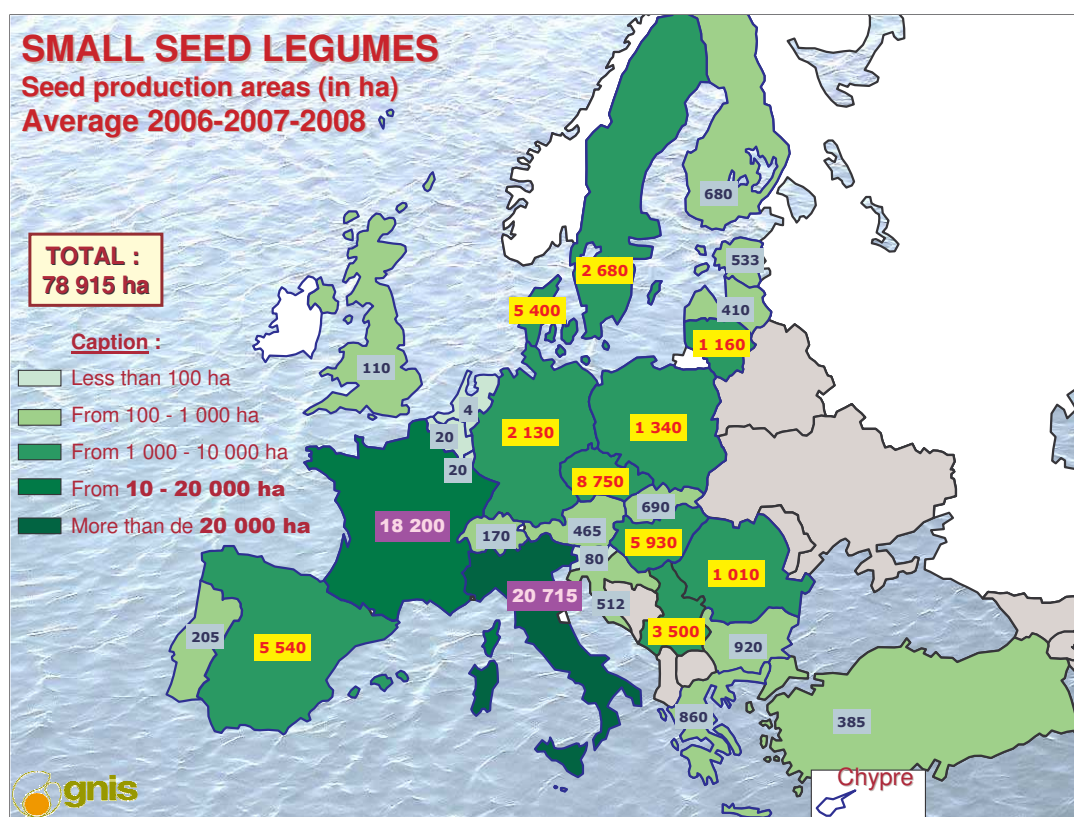 SMALL SEED LEGUMES
Seed production areas (in ha)
Average 2006-2007-2008
680
TOTAL :
78 915 ha
533
2 680
5 400
410
1 160
Caption :
Less than 100 ha
From 100 - 1 000 ha
From 1 000 - 10 000 ha
From 10 - 20 000 ha
More than de 20 000 ha
110
4
20
20
2 130
1 340
8 750
690
18 200
170
465
5 930
80
1 010
20 715
512
205
5 540
3 500
920
860
385
gnis
Chypre